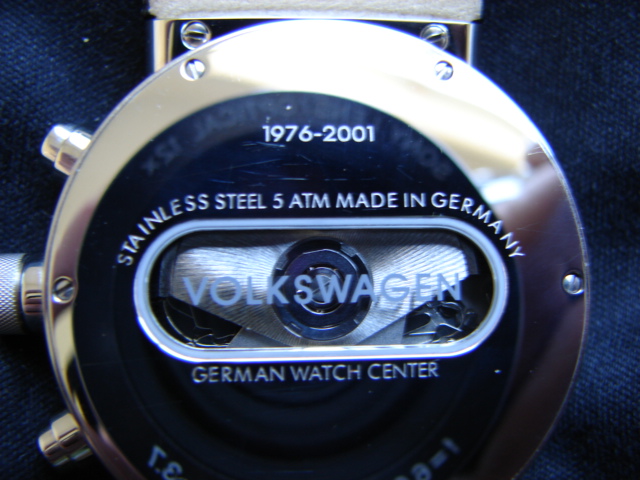 1976-2001
STAINLESS STEEL 5 ATM MADE IN GERMANY
VOLKSWAGEN
GERMAN WATCH CENTER